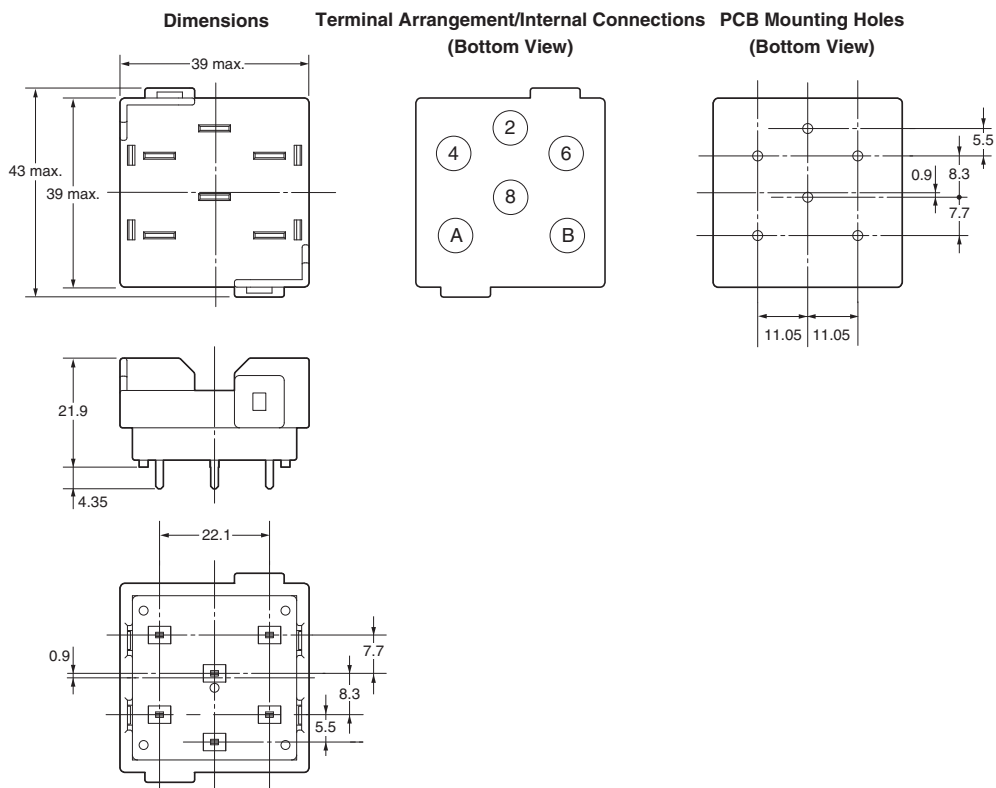 Dimensions
Terminal Arrangement/Internal Connections
(Bottom View)
PCB Mounting Holes
(Bottom View)
39 max.
43 max.
39 max.
2
4
6
8
A
B
5.5
0.9
8.3
7.7
11.05
11.05
21.9
4.35
22.1
0.9
7.7
8.3
5.5